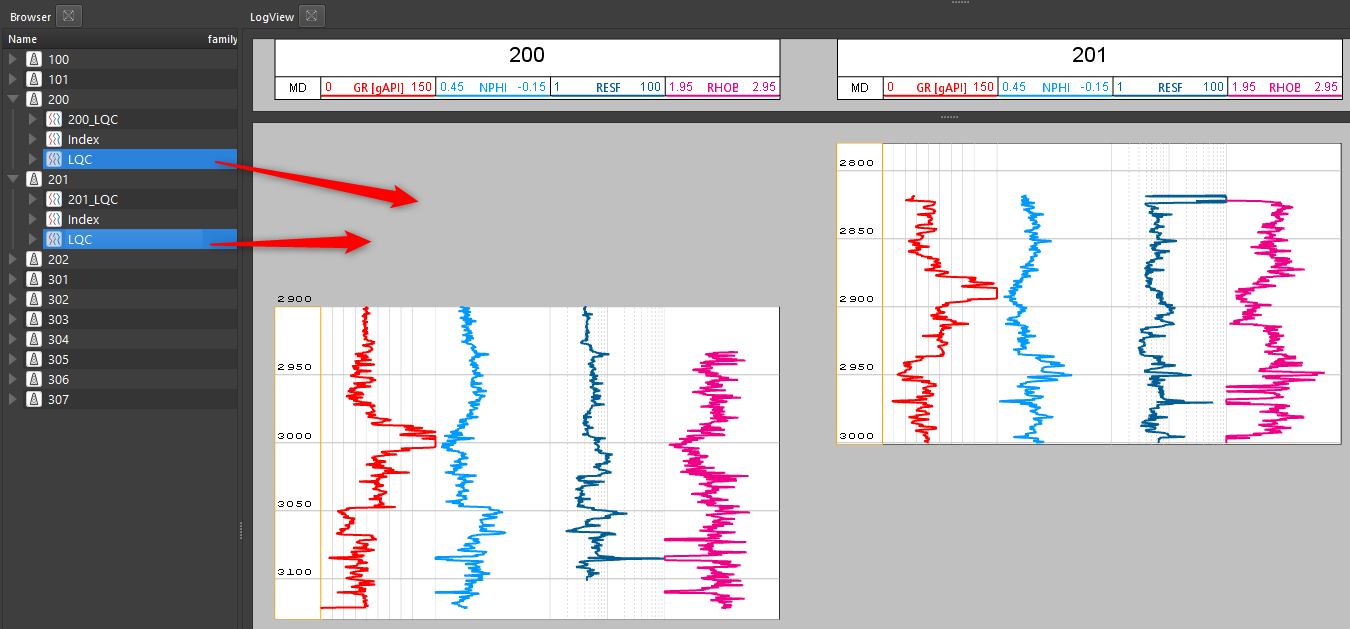 Browser
Name family
100
101
200
200_LQC
Index
LQC
201
201_LQC
Index
LQC
202
301
302
303
304
305
306
307
LogView
200
MD 0 GR [gAPI] 150 0.45 NPHI -0.15 1 RESF 100 1.95 RHOB 2.95
2900
2950
3000
3050
3100
201
MD 0 GR [gAPI] 150 0.45 NPHI -0.15 1 RESF 100 1.95 RHOB 2.95
2800
2850
2900
2950
3000